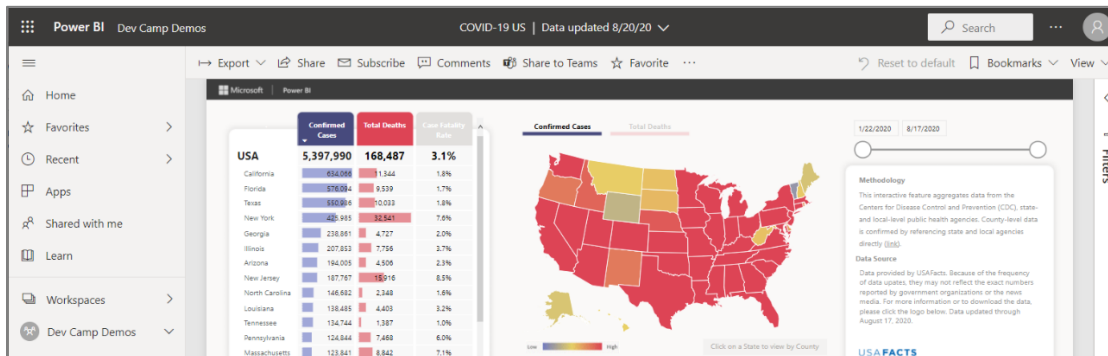 Power BI Dev Camp Demos COVID-19 US | Data updated 8/20/20 Search
Export Share Subscribe Comments Share to Teams Favorite Reset to default Bookmarks View
Home
Favorites
Recent
Apps
Shared with me
Learn
Workspaces
Dev Camp Demos
Microsoft Power BI
Confirmed Cases Total Deaths Case Fatality Rate
USA 5,397,990 168,487 3.1%
California 654,066 11,344 1.8%
Florida 576,094 9,539 1.7%
Texas 550,986 10,033 1.8%
New York 425,985 32,541 7.6%
Georgia 238,861 4,727 2.0%
Illinois 207,853 7,756 3.7%
Arizona 194,005 4,506 2.3%
New Jersey 187,767 15,916 8.5%
North Carolina 146,682 2,348 1.6%
Louisiana 138,485 4,403 3.2%
Tennessee 134,744 1,387 1.0%
Pennsylvania 124,844 7,468 6.0%
Massachusetts 123,841 8,842 7.1%
Confirmed Cases Total Deaths
Low High
Click on a State to view by County
1/22/2020 8/17/2020
Methodology
This interactive feature aggregates data from the
Centers for Disease Control and Prevention (CDC), state-
and local-level public health agencies. County-level data
is confirmed by referencing state and local agencies
directly (link).
Data Source
Data provided by USAFacts. Because of the frequency
of data upates, they may not reflect the exact numbers
reported by government organizations or the news
media. For more information or to download the data,
please click the logo below. Data updated through
August 17, 2020.
USAFACTS
Filters